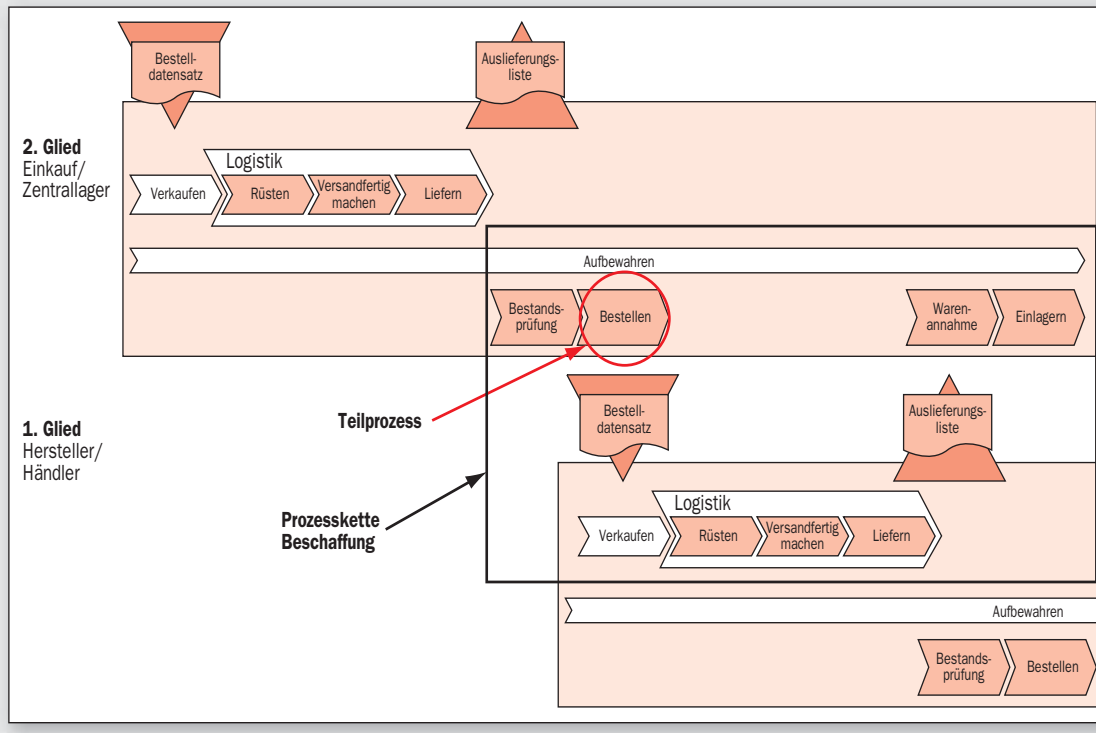 Bestell-
datensatz
Auslieferungs-
liste
2. Glied
Einkauf/
Zentrallager
Logistik
Verkaufen
Rüsten
Versandfertig
machen
Liefern
Aufbewahren
Bestands-
prüfung
Bestellen
Waren-
annahme
Einlagern
Teilprozess
Bestell-
datensatz
Auslieferungs-
liste
1. Glied
Hersteller/
Händler
Prozesskette
Beschaffung
Logistik
Verkaufen
Rüsten
Versandfertig
machen
Liefern
Aufbewahren
Bestands-
prüfung
Bestellen